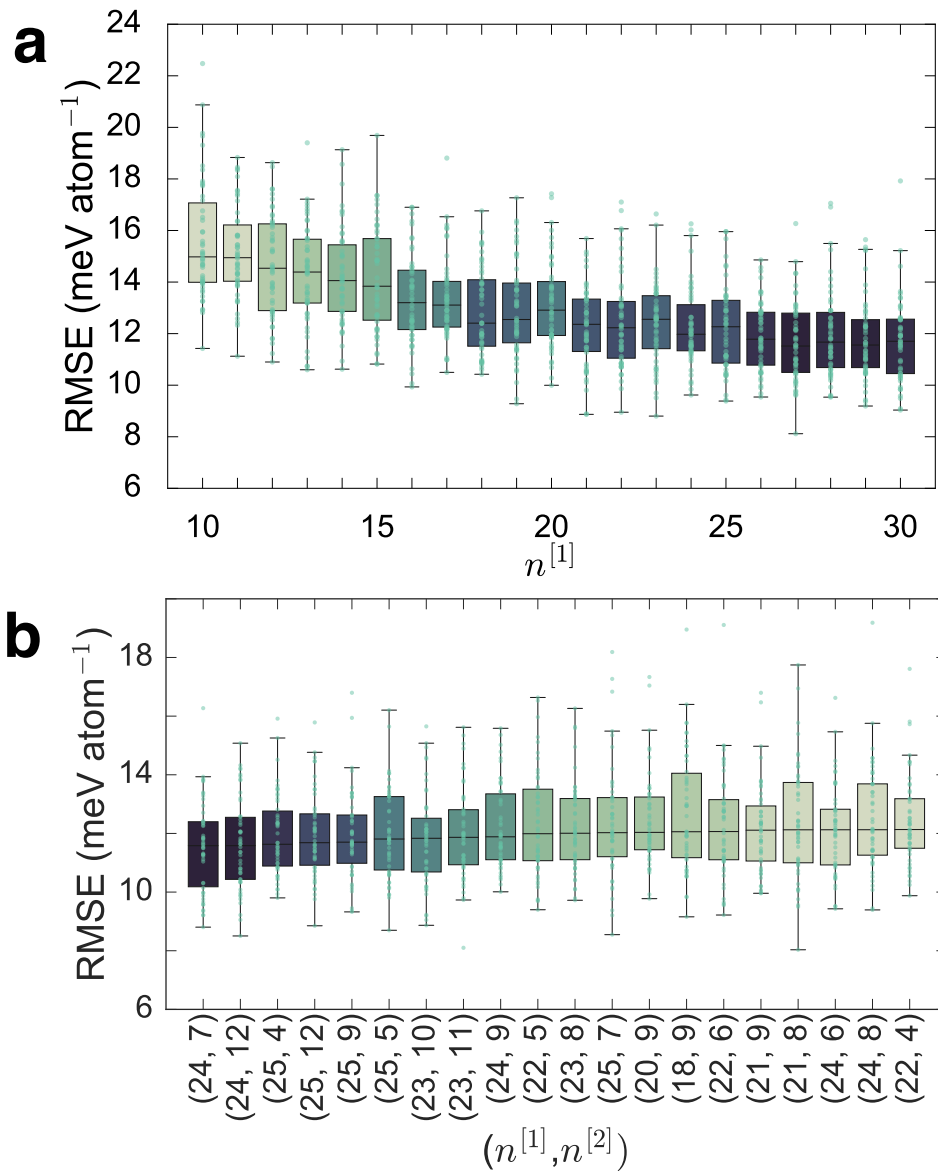 a
RMSE (meV atom−1)
24
22
20
18
16
14
12
10
8
6
10 15 20 25 30
n[1]
b
RMSE (meV atom−1)
18
14
10
6
(24, 7) (24, 12) (25, 4) (25, 12) (25, 9) (25, 5) (23, 10) (23, 11) (24, 9) (22, 5) (23, 8) (25, 7) (20, 9) (18, 9) (22, 6) (21, 9) (21, 8) (24, 6) (24, 8) (22, 4)
(n[1],n[2])